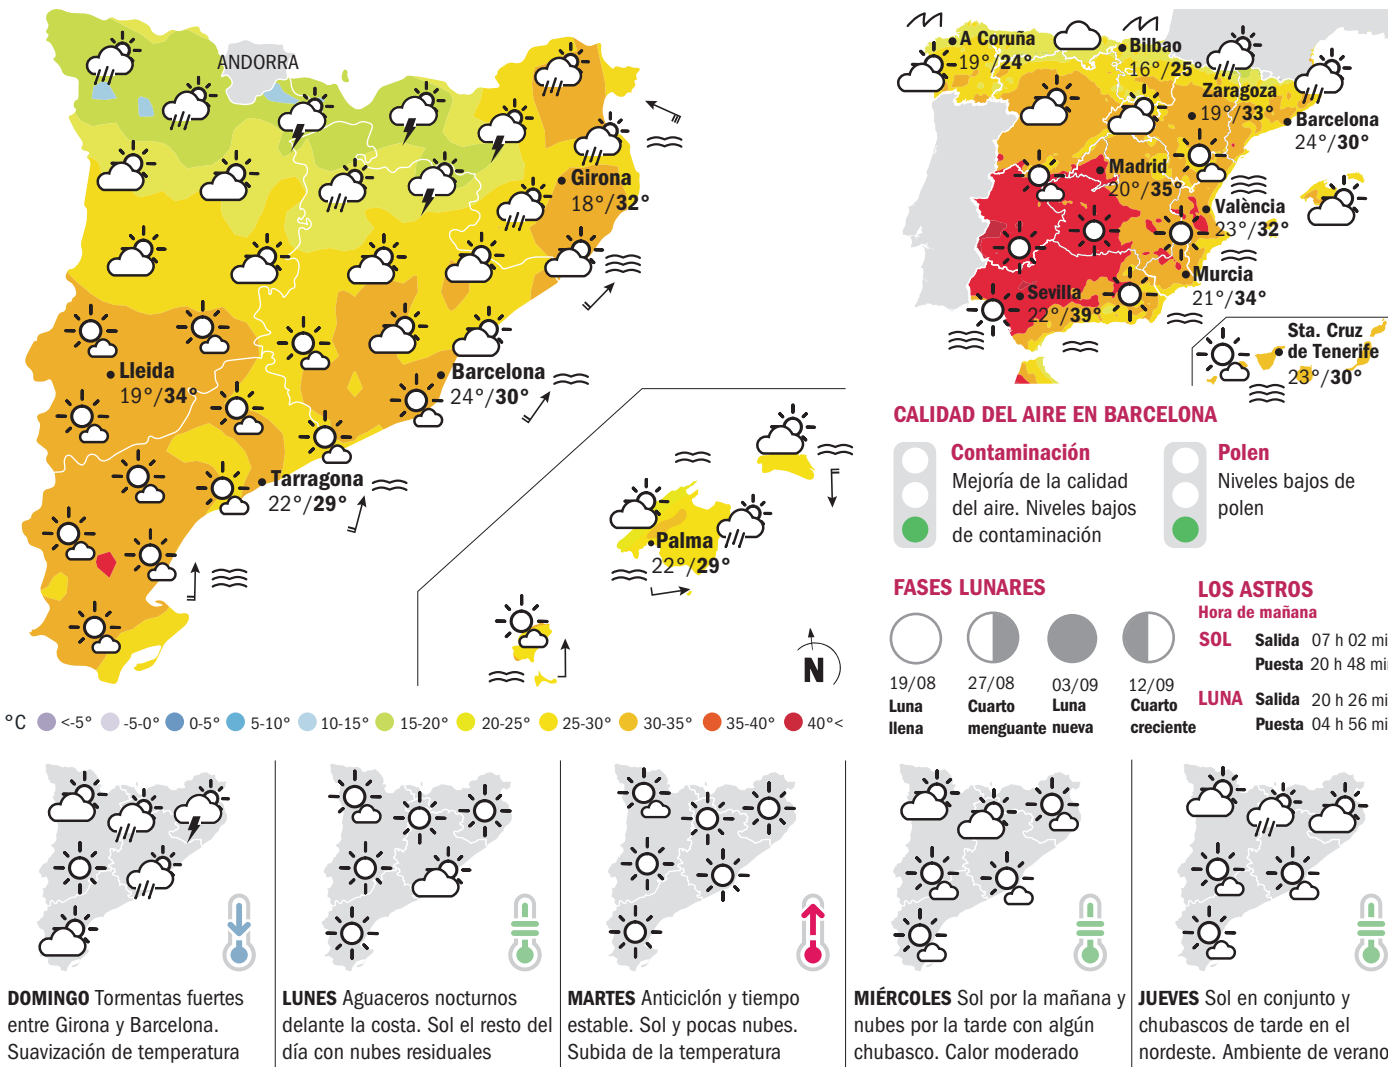 ANDORRA
Girona
18°/32°
Lleida
19°/34°
Barcelona
24°/30°
Tarragona
22°/29°
Palma
22°/29°
N
A Coruña
19°/24°
Bilbao
16°/25°
Zaragoza
19°/33°
Barcelona
24°/30°
Madrid
20°/35°
València
23°/32°
Murcia
21°/34°
Sevilla
22°/39°
Sta. Cruz
de Tenerife
23°/30°
°C <-5° -5-0° 0-5° 5-10° 10-15° 15-20° 20-25° 25-30° 30-35° 35-40° 40°<
CALIDAD DEL AIRE EN BARCELONA
Contaminación
Mejoría de la calidad
del aire. Niveles bajos
de contaminación
Polen
Niveles bajos de
polen
FASES LUNARES
19/08
Luna
llena
27/08
Cuarto
menguante
03/09
Luna
nueva
12/09
Cuarto
creciente
LOS ASTROS
Hora de mañana
SOL Salida 07 h 02 mi
Puesta 20 h 48 mi
LUNA Salida 20 h 26 mi
Puesta 04 h 56 mi
DOMINGO Tormentas fuertes
entre Girona y Barcelona.
Suavización de temperatura
LUNES Aguaceros nocturnos
delante la costa. Sol el resto del
día con nubes residuales
MARTES Anticiclón y tiempo
estable. Sol y pocas nubes.
Subida de la temperatura
MIÉRCOLES Sol por la mañana y
nubes por la tarde con algún
chubasco. Calor moderado
JUEVES Sol en conjunto y
chubascos de tarde en el
nordeste. Ambiente de verano